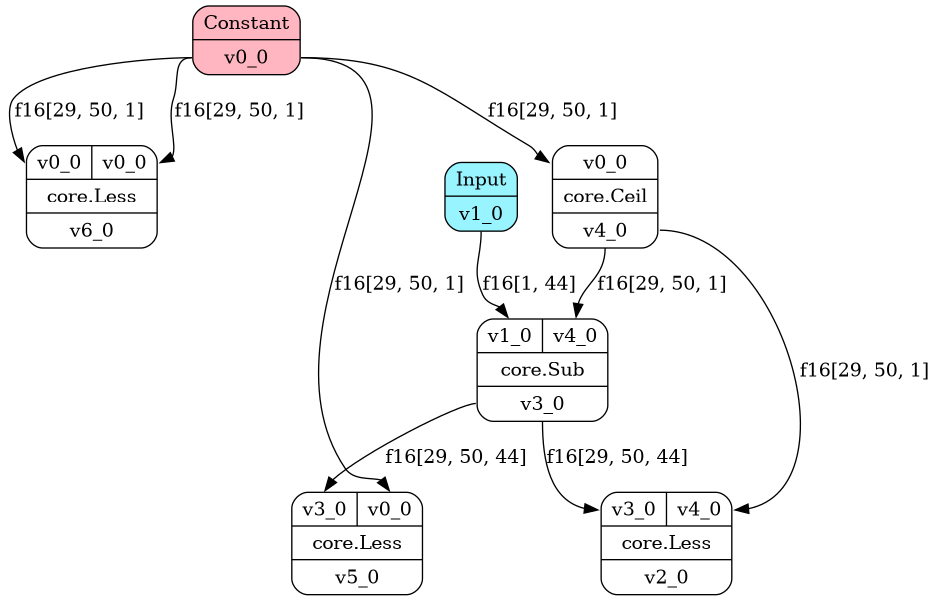 Constant
v0_0
f16[29, 50, 1]
f16[29, 50, 1]
f16[29, 50, 1]
v0_0 v0_0
core.Less
v6_0
Input
v1_0
v0_0
core.Ceil
v4_0
f16[29, 50, 1]
f16[1, 44]
f16[29, 50, 1]
v1_0 v4_0
core.Sub
v3_0
f16[29, 50, 1]
f16[29, 50, 44]
f16[29, 50, 44]
v3_0 v0_0
core.Less
v5_0
v3_0 v4_0
core.Less
v2_0